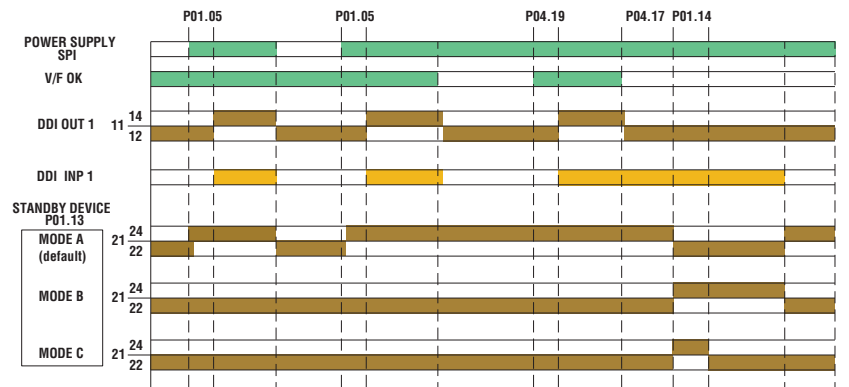 P01.05 P01.05 P04.19 P04.17 P01.14
POWER SUPPLY
SPI
V/F OK
DDI OUT 1 11 14
12
DDI INP 1
STANDBY DEVICE
P01.13
MODE A 21 24
(default) 22
MODE B 21 24
22
MODE C 21 24
22